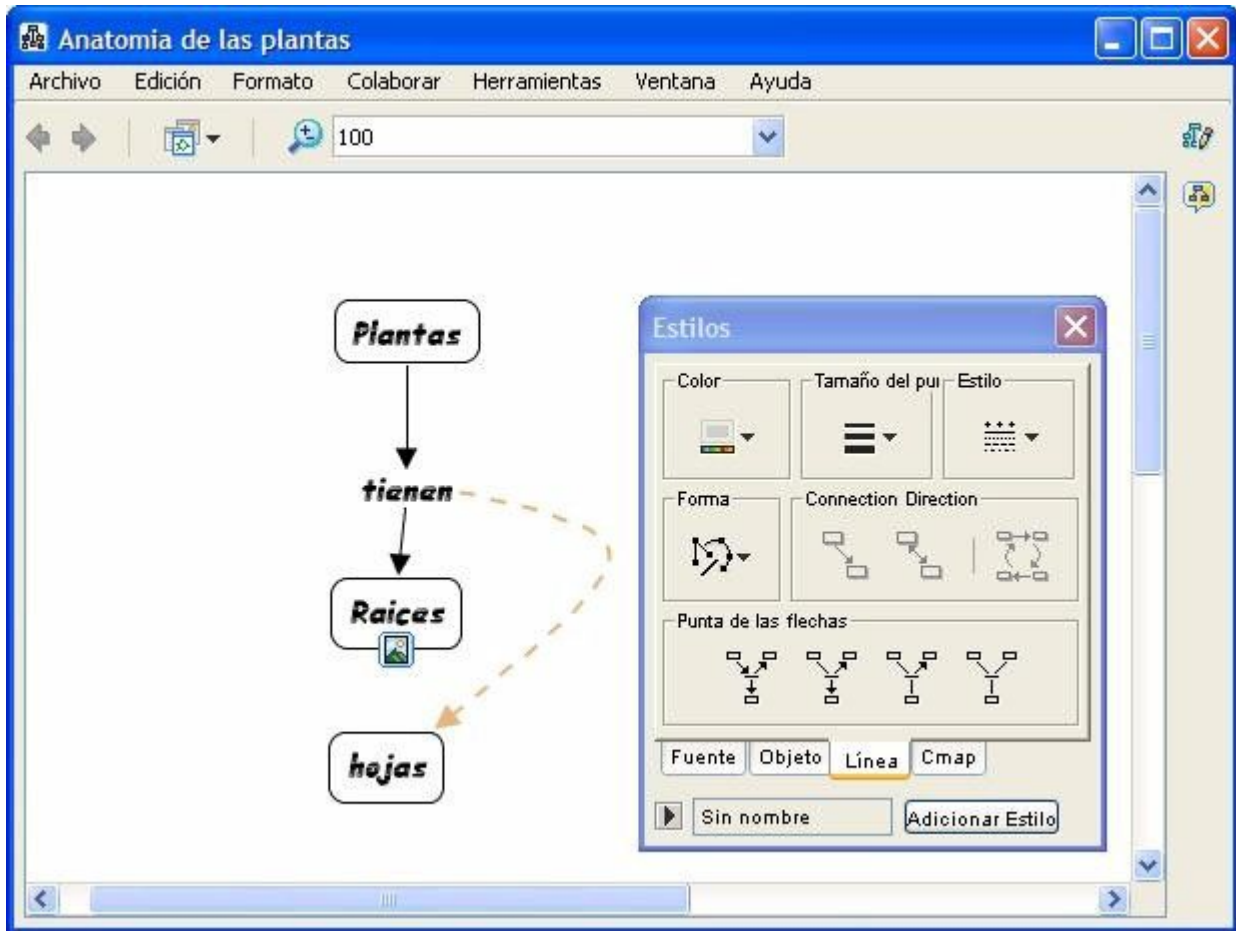 Anatomia de las plantas
Archivo Edición Formato Colaborar Herramientas Ventana Ayuda
100
Plantas
tienen
Raices
hojas
Estilos
Color Tamaño del pu Estilo
Forma Connection Direction
Punta de las flechas
Fuente Objeto Línea Cmap
Sin nombre Adicionar Estilo